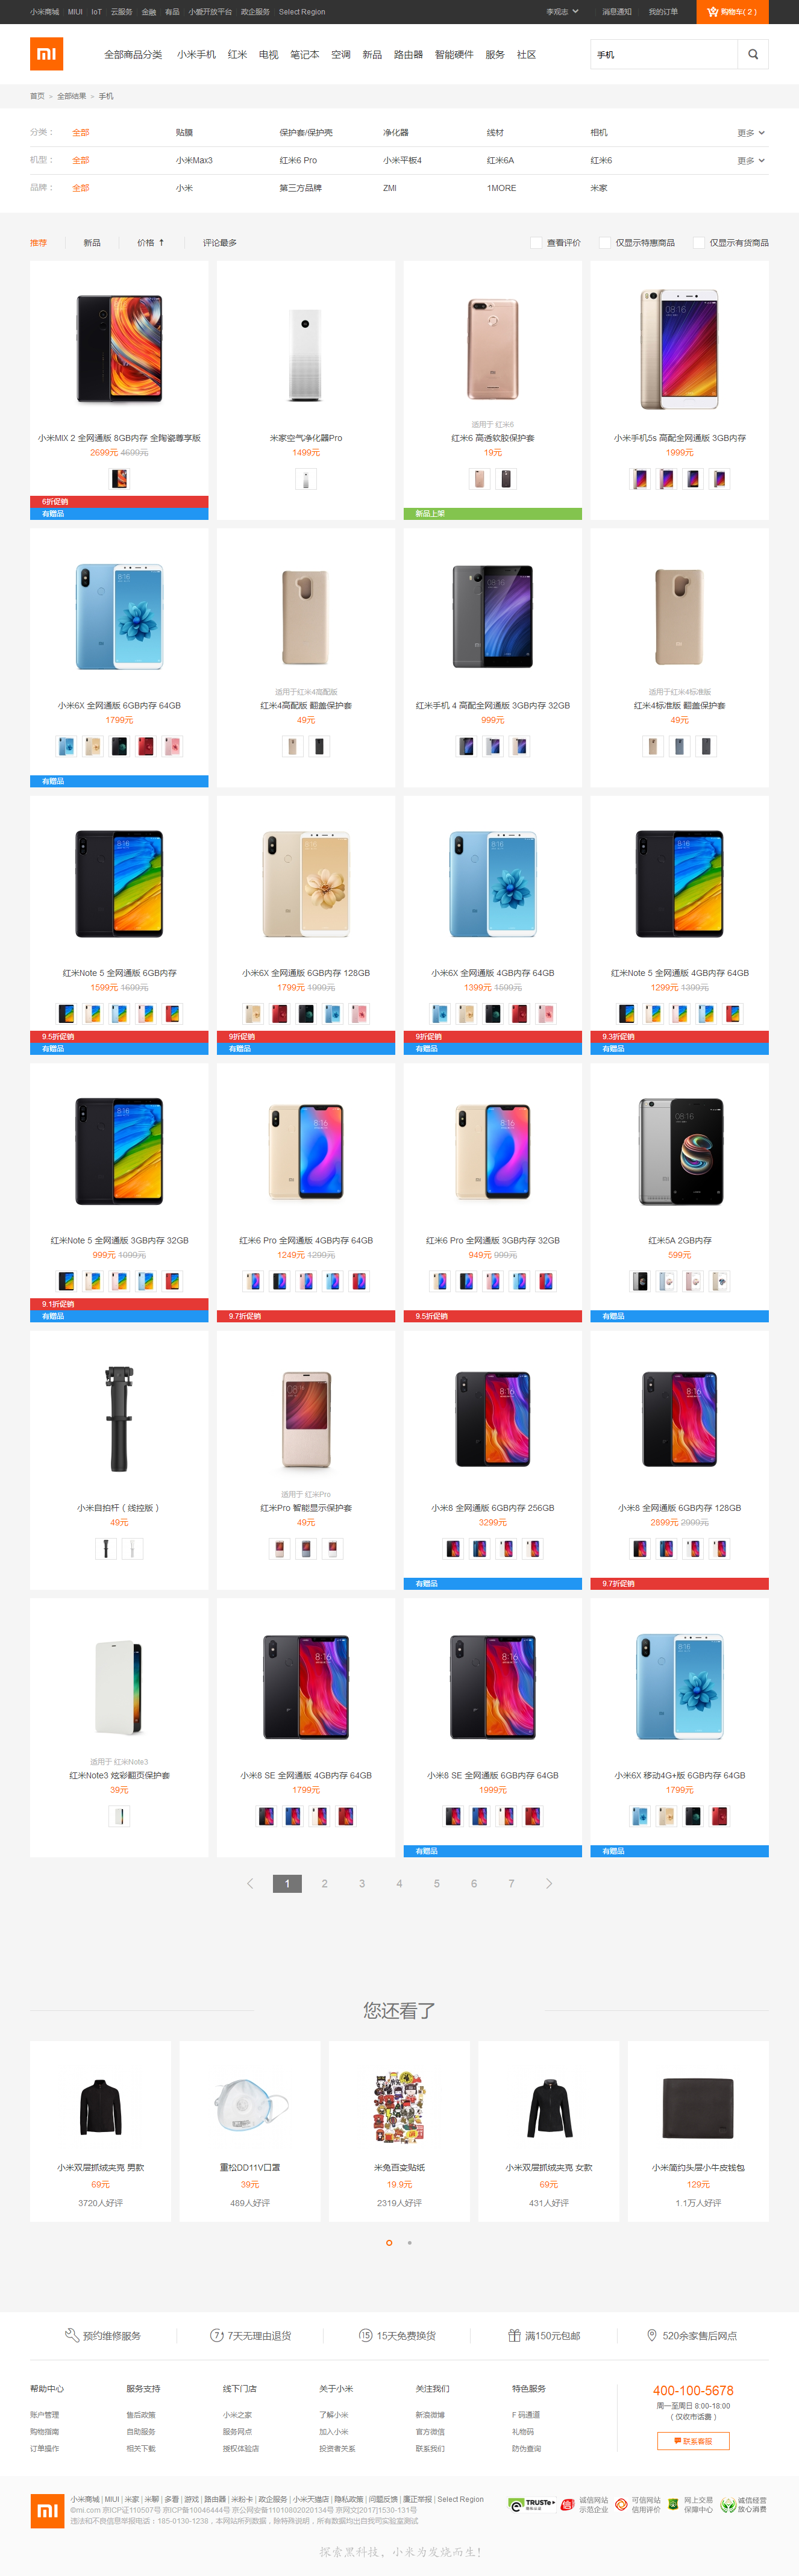 小米商城 MIUI IoT 云服务 金融 有品 小爱开放平台 政企服务 Select Region
李观志 消息通知 我的订单 购物车( 2 )
全部商品分类 小米手机 红米 电视 笔记本 空调 新品 路由器 智能硬件 服务 社区
手机
首页 > 全部结果 > 手机
分类： 全部 贴膜 保护套/保护壳 净化器 线材 相机 更多
机型： 全部 小米Max3 红米6 Pro 小米平板4 红米6A 红米6 更多
品牌： 全部 小米 第三方品牌 ZMI 1MORE 米家
推荐 新品 价格 评论最多
查看评价 仅显示特惠商品 仅显示有货商品
小米MIX 2 全网通版 8GB内存 全陶瓷尊享版
2699元 4699元
6折促销
有赠品
米家空气净化器Pro
1499元
适用于 红米6
红米6 高透软胶保护套
19元
新品上架
小米手机5s 高配全网通版 3GB内存
1999元
小米6X 全网通版 6GB内存 64GB
1799元
有赠品
适用于红米4高配版
红米4高配版 翻盖保护套
49元
红米手机 4 高配全网通版 3GB内存 32GB
999元
适用于红米4标准版
红米4标准版 翻盖保护套
49元
红米Note 5 全网通版 6GB内存
1599元 1699元
9.5折促销
有赠品
小米6X 全网通版 6GB内存 128GB
1799元 1999元
9折促销
有赠品
小米6X 全网通版 4GB内存 64GB
1399元 1599元
9折促销
有赠品
红米Note 5 全网通版 4GB内存 64GB
1299元 1399元
9.3折促销
有赠品
红米Note 5 全网通版 3GB内存 32GB
999元 1099元
9.1折促销
有赠品
红米6 Pro 全网通版 4GB内存 64GB
1249元 1299元
9.7折促销
红米6 Pro 全网通版 3GB内存 32GB
949元 999元
9.5折促销
红米5A 2GB内存
599元
有赠品
小米自拍杆（线控版）
49元
适用于 红米Pro
红米Pro 智能显示保护套
49元
小米8 全网通版 6GB内存 256GB
3299元
有赠品
小米8 全网通版 6GB内存 128GB
2899元 2999元
9.7折促销
适用于 红米Note3
红米Note3 炫彩翻页保护套
39元
小米8 SE 全网通版 4GB内存 64GB
1799元
小米8 SE 全网通版 6GB内存 64GB
1999元
有赠品
小米6X 移动4G+版 6GB内存 64GB
1799元
有赠品
1 2 3 4 5 6 7
您还看了
小米双层抓绒夹克 男款
69元
3720人好评
重松DD11V口罩
39元
489人好评
米兔百变贴纸
19.9元
2319人好评
小米双层抓绒夹克 女款
69元
431人好评
小米简约头层小牛皮钱包
129元
1.1万人好评
预约维修服务 7天无理由退货 15天免费换货 满150元包邮 520余家售后网点
帮助中心 服务支持 线下门店 关于小米 关注我们 特色服务
账户管理 售后政策 小米之家 了解小米 新浪微博 F 码通道
购物指南 自助服务 服务网点 加入小米 官方微信 礼物码
订单操作 相关下载 授权体验店 投资者关系 联系我们 防伪查询
400-100-5678
周一至周日 8:00-18:00
（仅收市话费）
联系客服
小米商城 | MIUI | 米家 | 米聊 | 多看 | 游戏 | 路由器 | 米粉卡 | 政企服务 | 小米天猫店 | 隐私政策 | 问题反馈 | 廉正举报 | Select Region
©mi.com 京ICP证110507号 京ICP备10046444号 京公网安备11010802020134号 京网文[2017]1530-131号
违法和不良信息举报电话：185-0130-1238，本网站所列数据，除特殊说明，所有数据均出自我司实验室测试
TRUSTe
诚信网站
示范企业
可信网站
信用评价
网上交易
保障中心
诚信经营
放心消费
探索黑科技，小米为发烧而生！